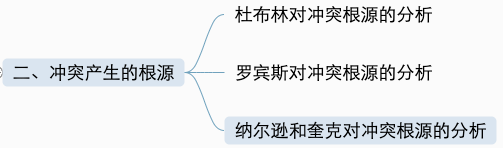 杜布林对冲突根源的分析
二、冲突产生的根源
罗宾斯对冲突根源的分析
纳尔逊和奎克对冲突根源的分析